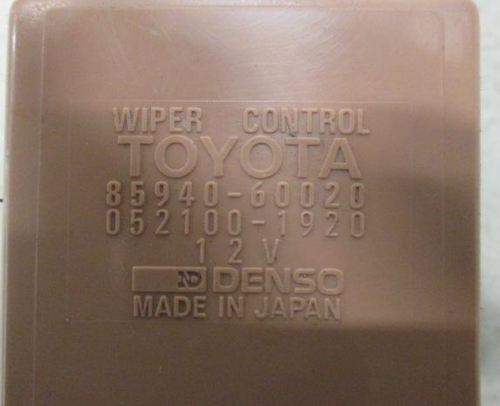 WIPER CONTROL
TOYOTA
85940-60020
052100-1920
12V
ND DENSO
MADE IN JAPAN